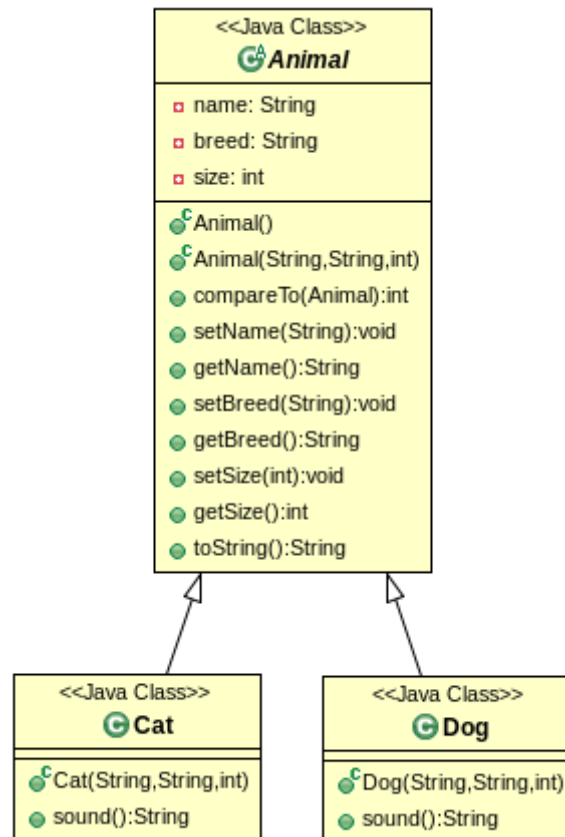 <<Java Class>>
Animal
name: String
breed: String
size: int
Animal()
Animal(String,String,int)
compareTo(Animal):int
setName(String):void
getName():String
setBreed(String):void
getBreed():String
setSize(int):void
getSize():int
toString():String
<<Java Class>>
Cat
Cat(String,String,int)
sound():String
<<Java Class>>
Dog
Dog(String,String,int)
sound():String